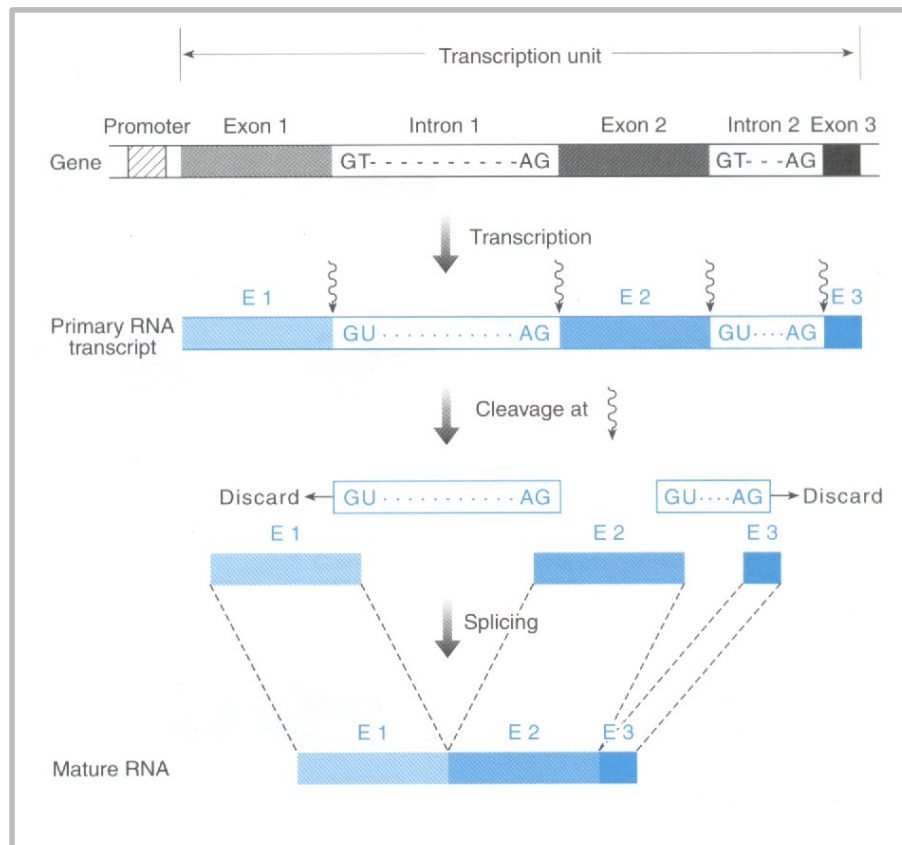 Transcription unit
Promoter Exon 1 Intron 1 Exon 2 Intron 2 Exon 3
Gene GT- - - - - - - - - - -AG GT- - -AG
Transcription
E 1 E 2 E 3
Primary RNA
transcript
GU · · · · · · · · · · · AG GU····AG
Cleavage at
Discard GU · · · · · · · · · · · AG GU····AG Discard
E 1 E 2 E 3
Splicing
E 1 E 2 E 3
Mature RNA